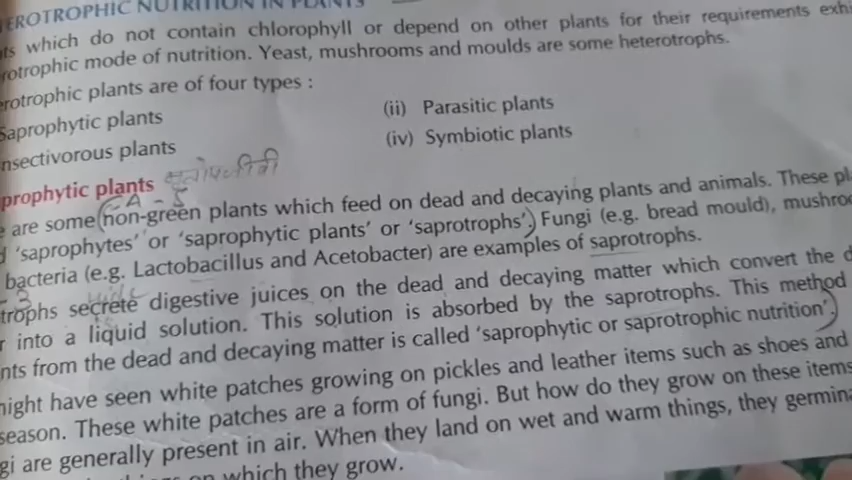 EROTROPHIC NUTRITION IN PLANTS
ts which do not contain chlorophyll or depend on other plants for their requirements exhi
rotrophic mode of nutrition. Yeast, mushrooms and moulds are some heterotrophs.
erotrophic plants are of four types :
Saprophytic plants (ii) Parasitic plants
nsectivorous plants (iv) Symbiotic plants
prophytic plants
A - 5
e are some non-green plants which feed on dead and decaying plants and animals. These pl
d 'saprophytes' or 'saprophytic plants' or 'saprotrophs'. Fungi (e.g. bread mould), mushroo
bacteria (e.g. Lactobacillus and Acetobacter) are examples of saprotrophs.
- 3
trophs secrete digestive juices on the dead and decaying matter which convert the d
r into a liquid solution. This solution is absorbed by the saprotrophs. This method
nts from the dead and decaying matter is called 'saprophytic or saprotrophic nutrition'.
might have seen white patches growing on pickles and leather items such as shoes and
season. These white patches are a form of fungi. But how do they grow on these items
gi are generally present in air. When they land on wet and warm things, they germina
on which they grow.